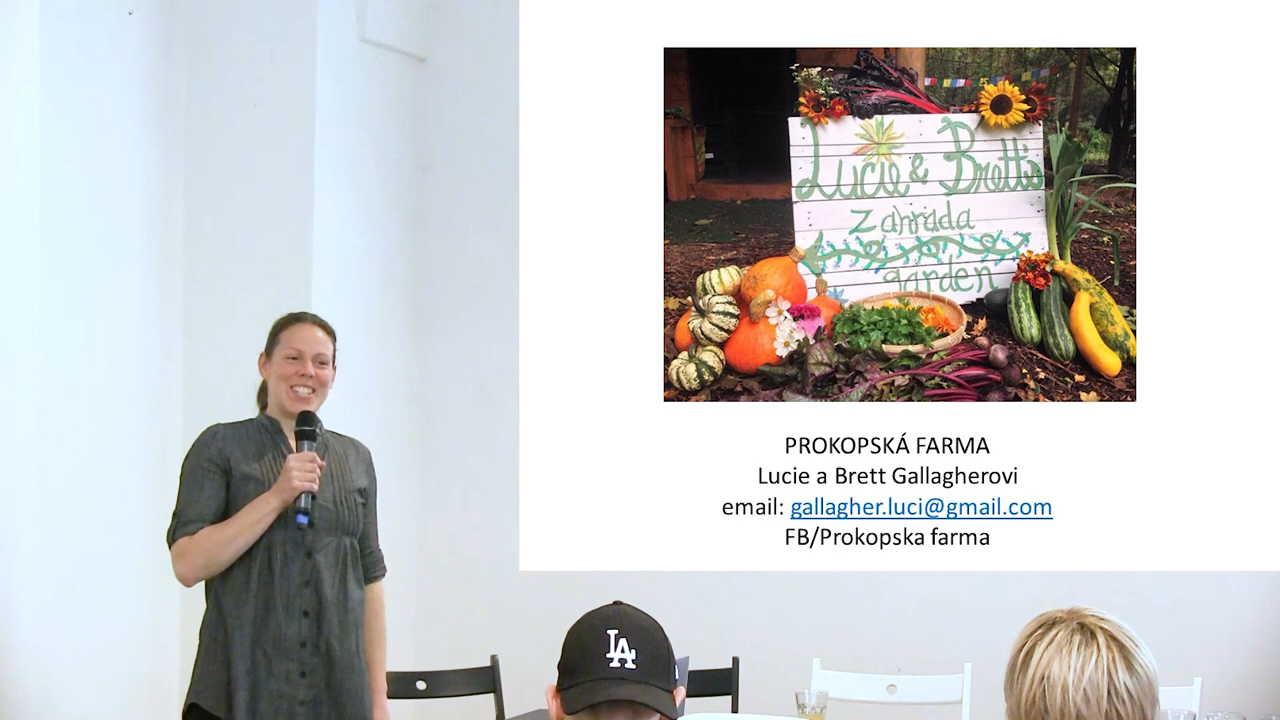 Lucie & Brett's
zahrada
garden
PROKOPSKÁ FARMA
Lucie a Brett Gallagherovi
email: gallagher.luci@gmail.com
FB/Prokopska farma
LA